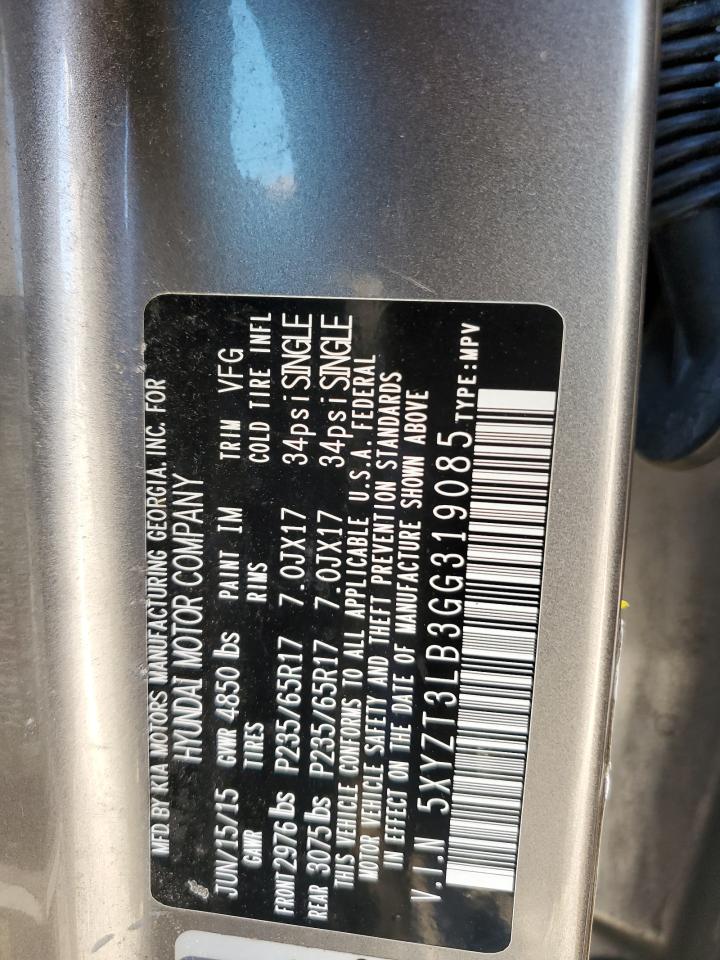 MFD. BY KIA MOTORS MANUFACTURING GEORGIA. INC. FOR
HYUNDAI MOTOR COMPANY
JUN/15/15 GVWR 4850 lbs PAINT IM TRIM VFG
GAWR TIRES RIMS COLD TIRE INFL
FRONT 2976 lbs P235/65R17 7.0JX17 34psi SINGLE
REAR 3075 lbs P235/65R17 7.0JX17 34psi SINGLE
THIS VEHICLE CONFORMS TO ALL APPLICABLE U.S.A. FEDERAL
MOTOR VEHICLE SAFETY AND THEFT PREVENTION STANDARDS
IN EFFECT ON THE DATE OF MANUFACTURE SHOWN ABOVE
V.I.N 5XYZT3LB3GG319085 TYPE:MPV